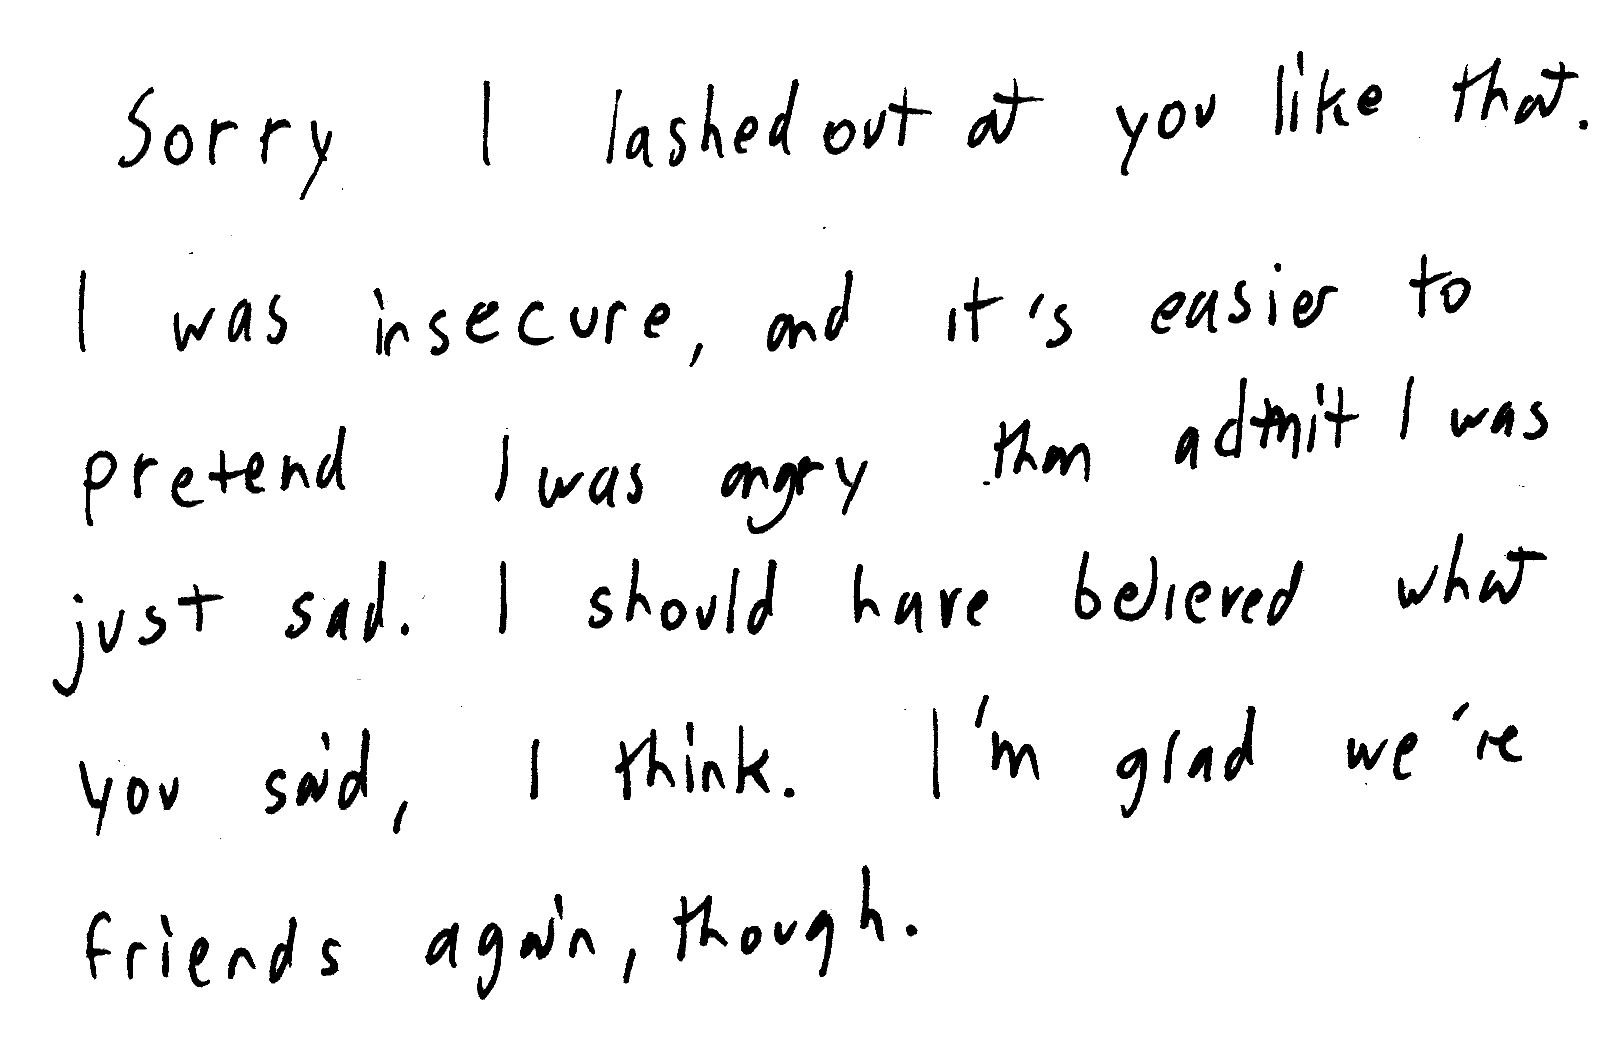 Sorry I lashed out at you like that.
I was insecure, and it's easier to
pretend I was angry than admit I was
just sad. I should have believed what
you said, I think. I'm glad we're
friends again, though.